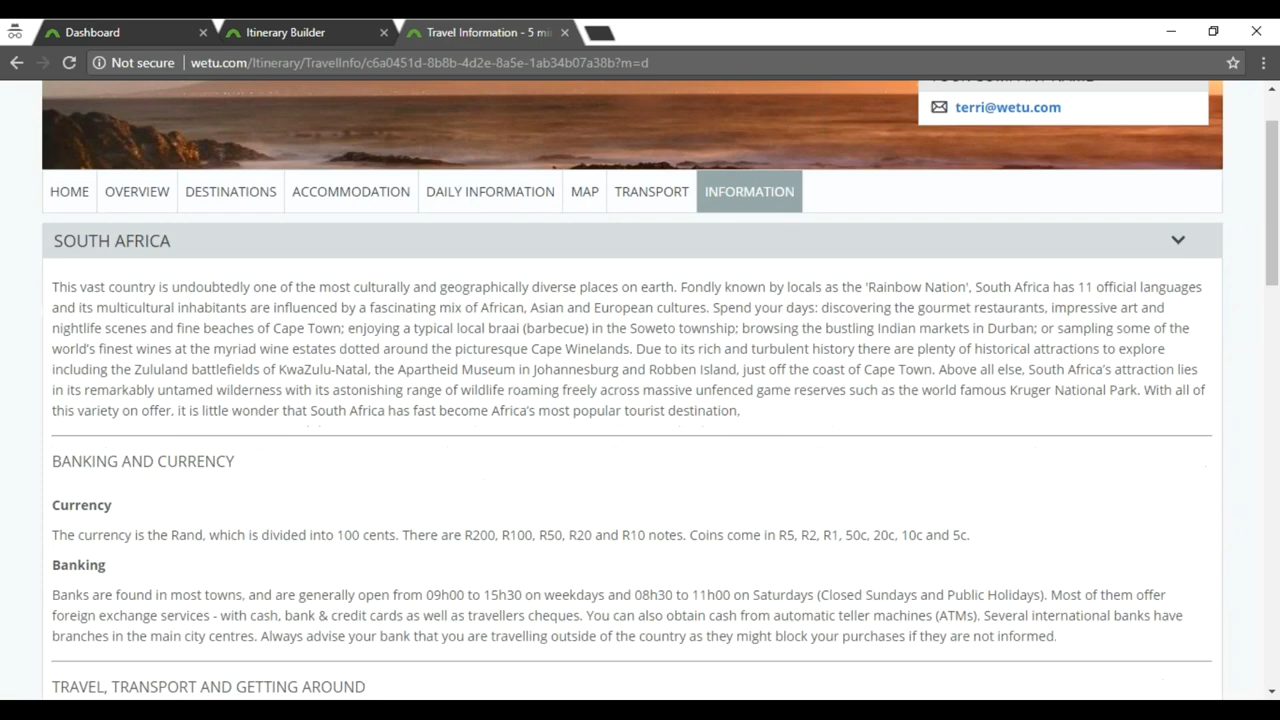 Dashboard
Itinerary Builder
Travel Information - 5 mi
Not secure
wetu.com/Itinerary/TravelInfo/c6a0451d-8b8b-4d2e-8a5e-1ab34b07a38b?m=d
terri@wetu.com
HOME
OVERVIEW
DESTINATIONS
ACCOMMODATION
DAILY INFORMATION
MAP
TRANSPORT
INFORMATION
SOUTH AFRICA
This vast country is undoubtedly one of the most culturally and geographically diverse places on earth. Fondly known by locals as the 'Rainbow Nation', South Africa has 11 official languages
and its multicultural inhabitants are influenced by a fascinating mix of African, Asian and European cultures. Spend your days: discovering the gourmet restaurants, impressive art and
nightlife scenes and fine beaches of Cape Town; enjoying a typical local braai (barbecue) in the Soweto township; browsing the bustling Indian markets in Durban; or sampling some of the
world’s finest wines at the myriad wine estates dotted around the picturesque Cape Winelands. Due to its rich and turbulent history there are plenty of historical attractions to explore
including the Zululand battlefields of KwaZulu-Natal, the Apartheid Museum in Johannesburg and Robben Island, just off the coast of Cape Town. Above all else, South Africa’s attraction lies
in its remarkably untamed wilderness with its astonishing range of wildlife roaming freely across massive unfenced game reserves such as the world famous Kruger National Park. With all of
this variety on offer, it is little wonder that South Africa has fast become Africa’s most popular tourist destination,
BANKING AND CURRENCY
Currency
The currency is the Rand, which is divided into 100 cents. There are R200, R100, R50, R20 and R10 notes. Coins come in R5, R2, R1, 50c, 20c, 10c and 5c.
Banking
Banks are found in most towns, and are generally open from 09h00 to 15h30 on weekdays and 08h30 to 11h00 on Saturdays (Closed Sundays and Public Holidays). Most of them offer
foreign exchange services - with cash, bank & credit cards as well as travellers cheques. You can also obtain cash from automatic teller machines (ATMs). Several international banks have
branches in the main city centres. Always advise your bank that you are travelling outside of the country as they might block your purchases if they are not informed.
TRAVEL, TRANSPORT AND GETTING AROUND